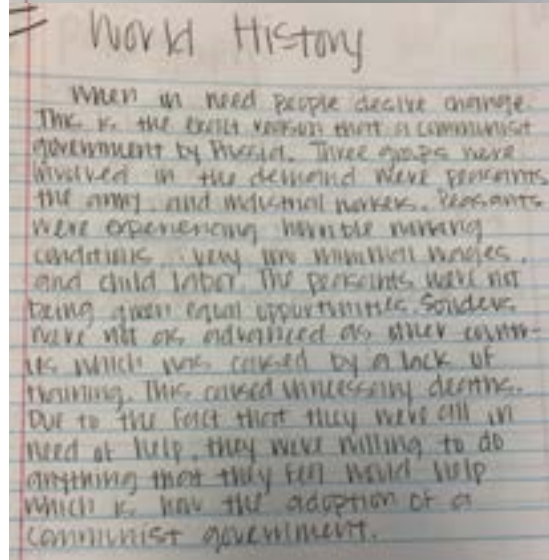 World History
When in need people desire change.
This is the exact reason that a communist
government by Russia. Three groups were
involved in the demand were peasants,
the army, and industrial workers. Peasants
were experiencing horrible working
conditions, very low minimum wages,
and child labor. The peasants were not
being given equal opportunities. Soliders
were not as advanced as other countr-
ies which was caused by a lack of
training. This caused unnecessary deaths.
Due to the fact that they were all in
need of help, they were willing to do
anything that they felt would help
which is how the adoption of a
communist government.